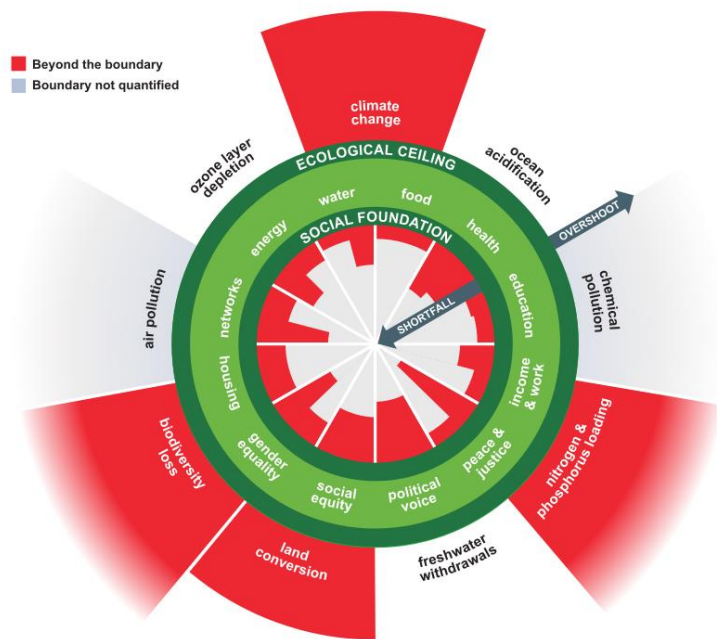 Beyond the boundary
Boundary not quantified
climate
change
ozone layer
depletion
ocean
acidification
ECOLOGICAL CEILING
OVERSHOOT
water
food
energy
health
SOCIAL FOUNDATION
SHORTFALL
networks
education
air pollution
chemical
pollution
housing
income
& work
gender
equality
peace &
justice
social
equity
political
voice
biodiversity
loss
nitrogen &
phosphorus loading
land
conversion
freshwater
withdrawals